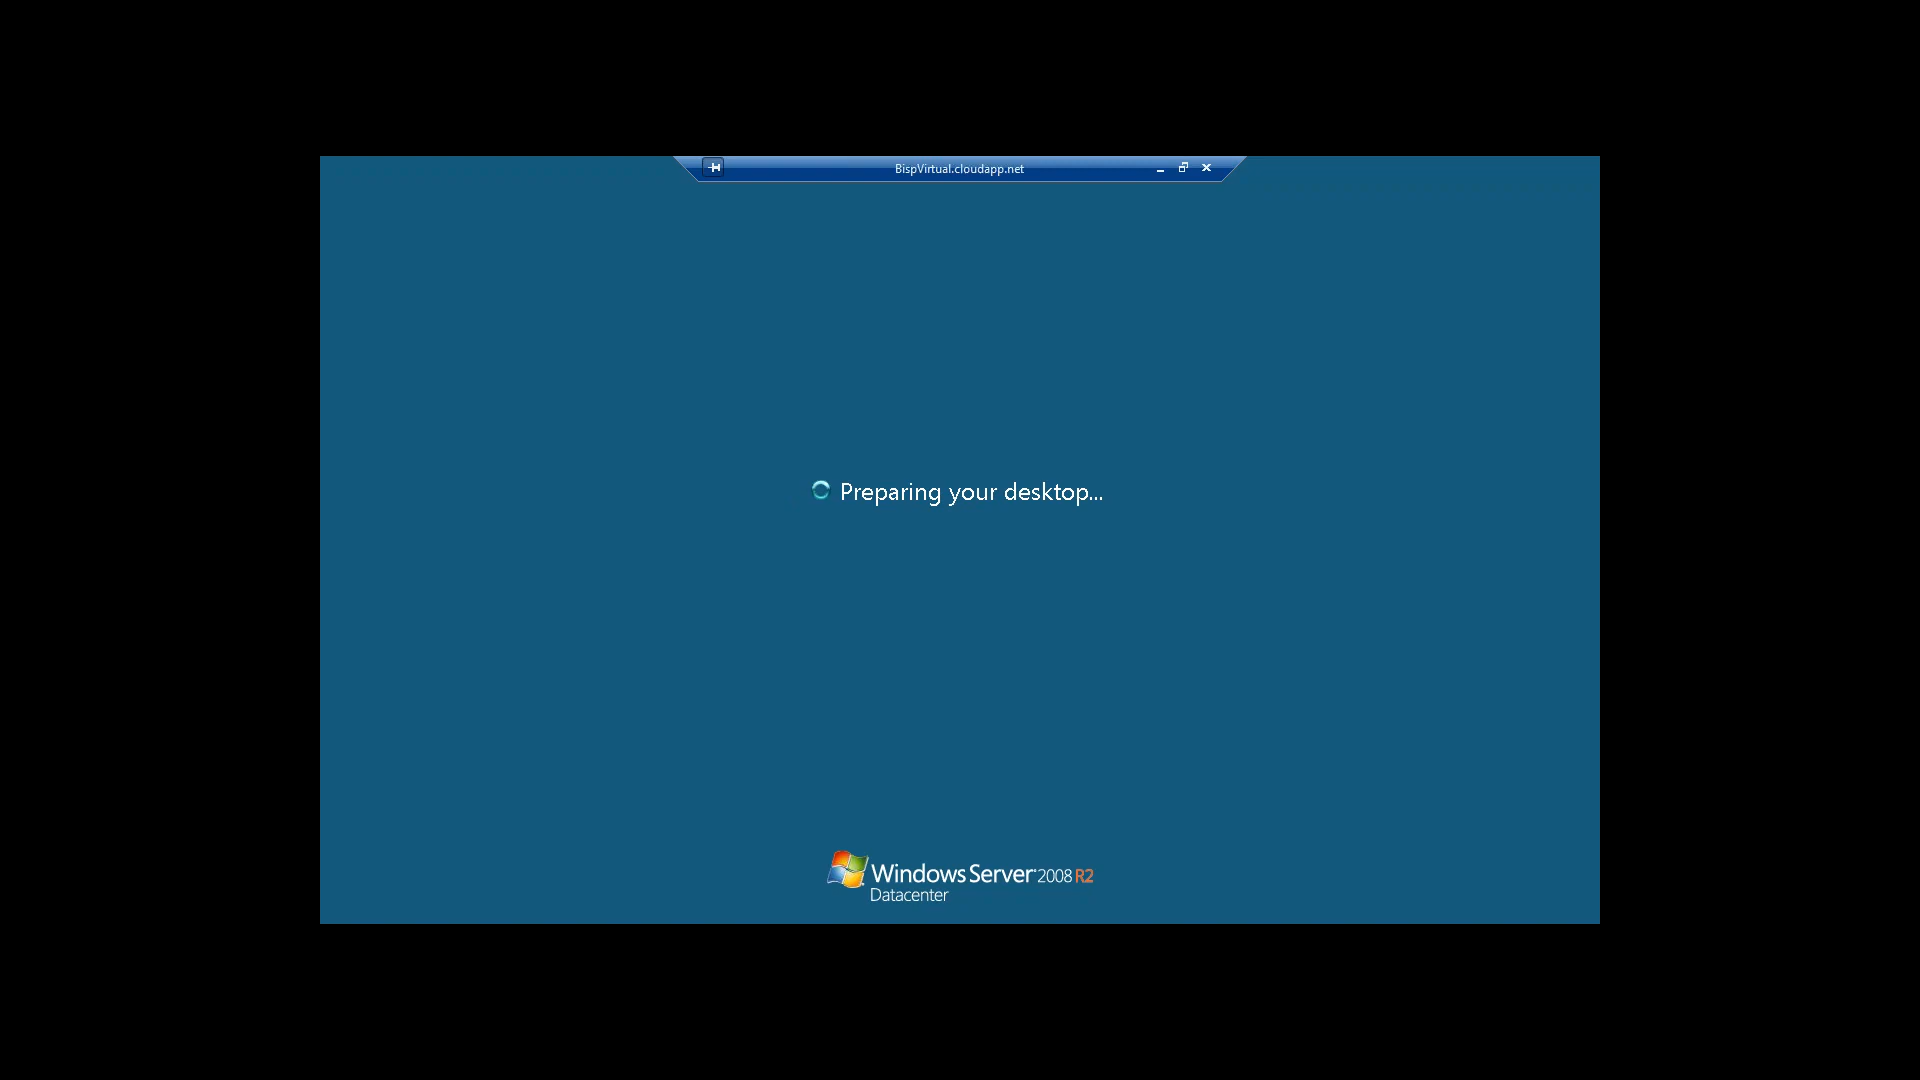 BispVirtual.cloudapp.net
Preparing your desktop...
Windows Server 2008 R2
Datacenter